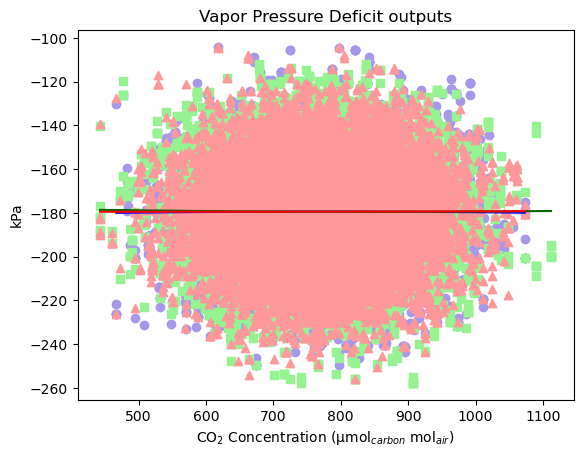 Vapor Pressure Deficit outputs
−100
−120
−140
−160
−180
−200
−220
−240
−260
kPa
500 600 700 800 900 1000 1100
CO₂ Concentration (μmol_carbon mol_air)